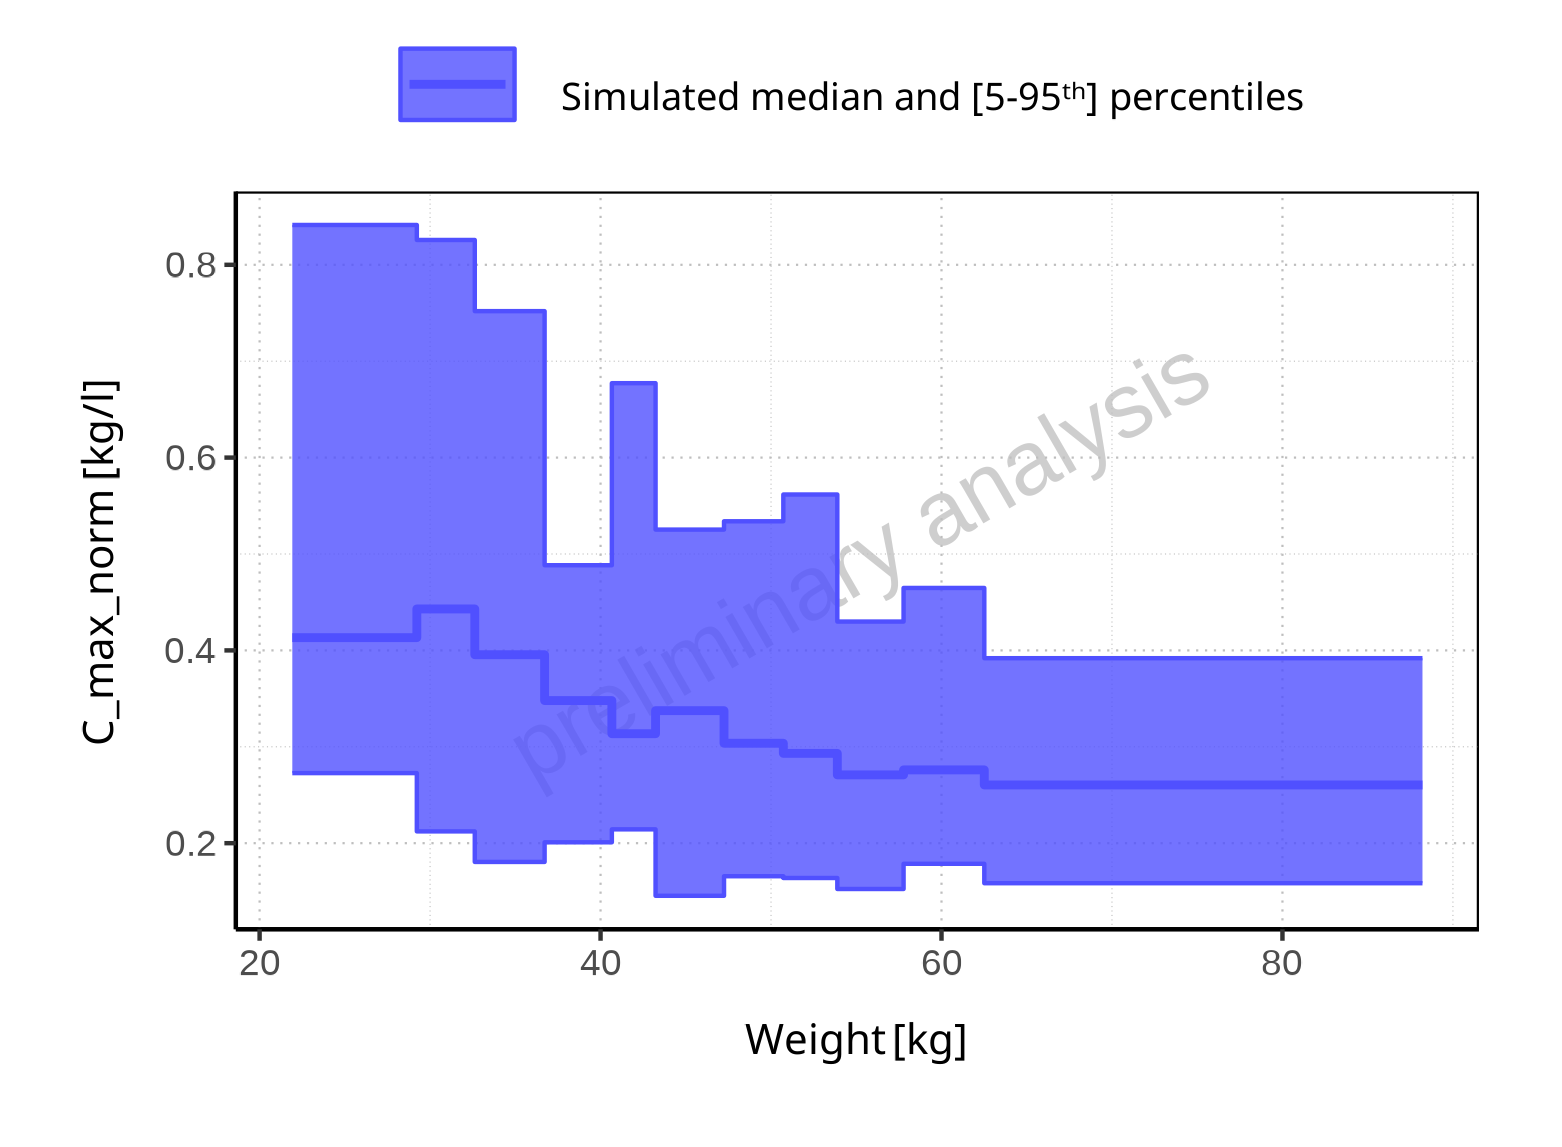 Simulated median and [5-95ᵗʰ] percentiles
C_max_norm [kg/l]
0.8
0.6
0.4
0.2
preliminary analysis
20 40 60 80
Weight [kg]